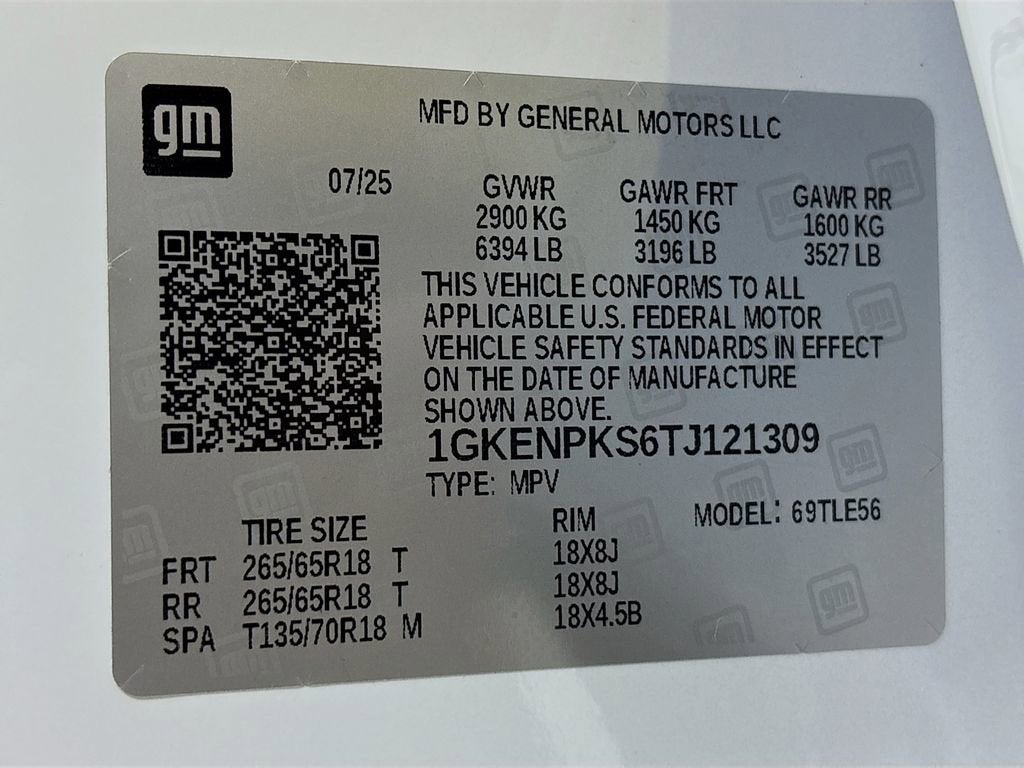 gm
MFD BY GENERAL MOTORS LLC
07/25
GVWR GAWR FRT GAWR RR
2900 KG 1450 KG 1600 KG
6394 LB 3196 LB 3527 LB
THIS VEHICLE CONFORMS TO ALL
APPLICABLE U.S. FEDERAL MOTOR
VEHICLE SAFETY STANDARDS IN EFFECT
ON THE DATE OF MANUFACTURE
SHOWN ABOVE.
1GKENPKS6TJ121309
TYPE: MPV
MODEL: 69TLE56
TIRE SIZE RIM
FRT 265/65R18 T 18X8J
RR 265/65R18 T 18X8J
SPA T135/70R18 M 18X4.5B